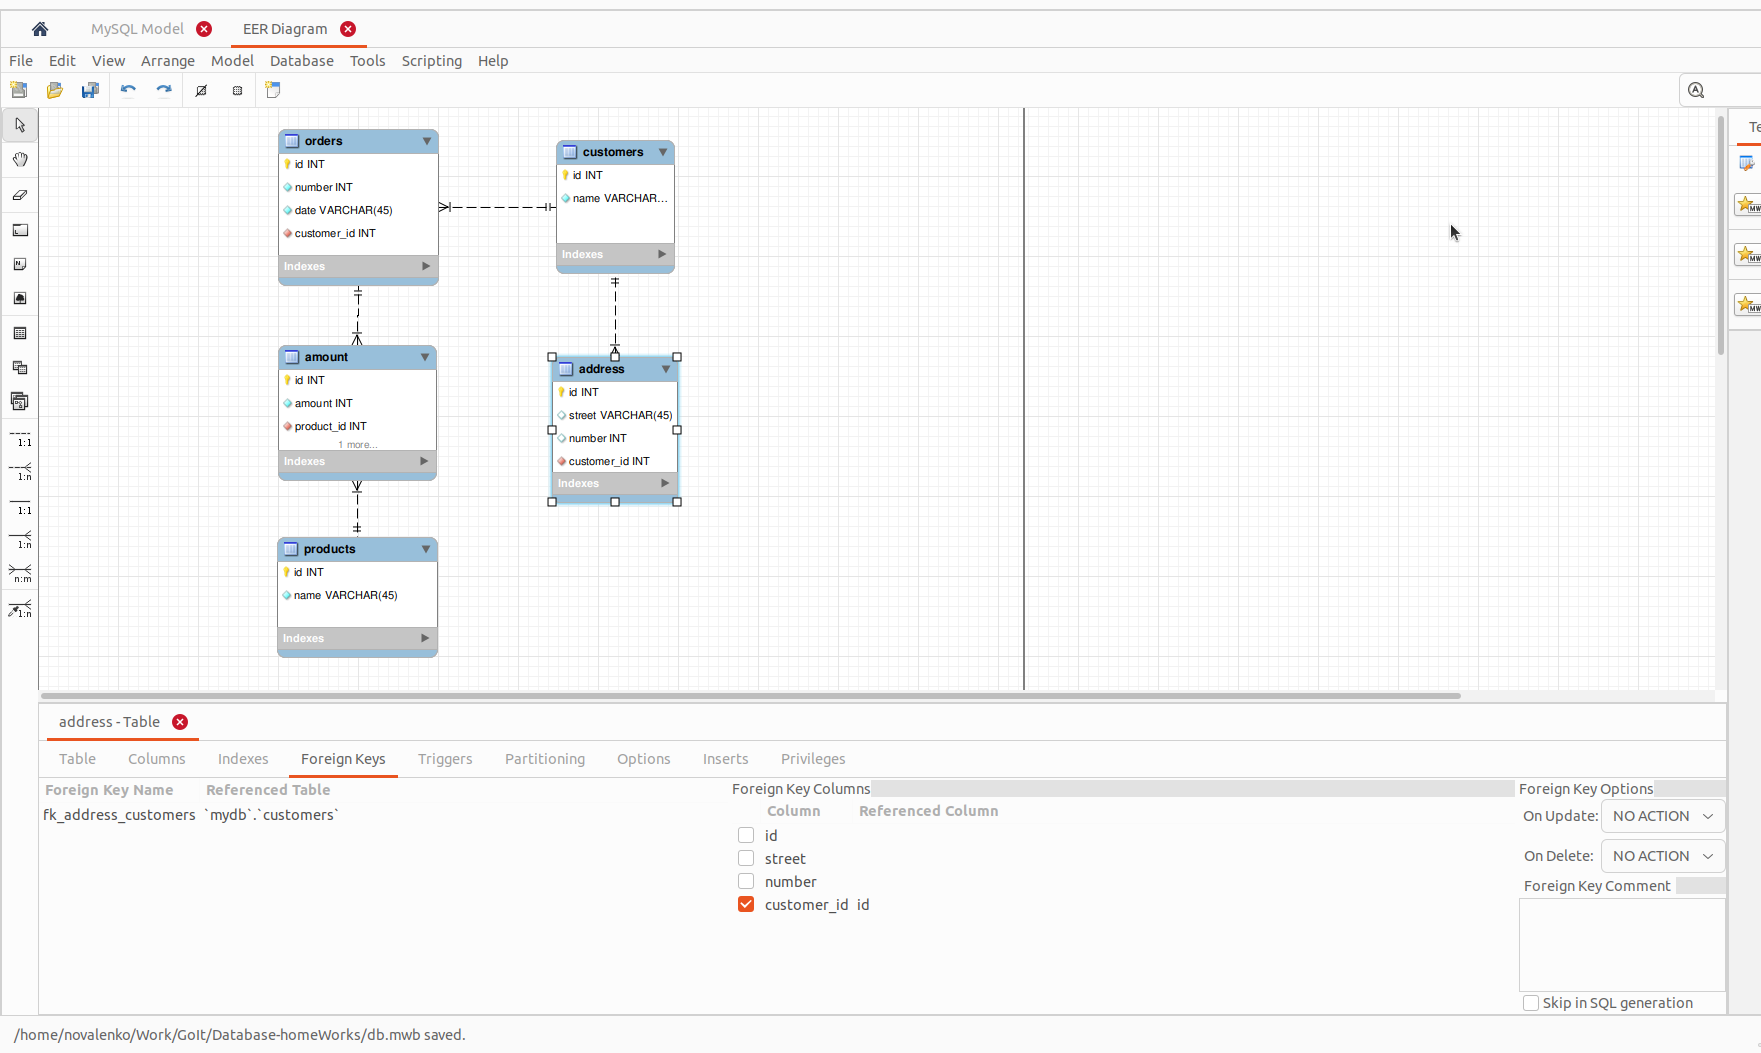 MySQL Model EER Diagram
File Edit View Arrange Model Database Tools Scripting Help
orders
id INT
number INT
date VARCHAR(45)
customer_id INT
Indexes
customers
id INT
name VARCHAR...
Indexes
amount
id INT
amount INT
product_id INT
1 more...
Indexes
address
id INT
street VARCHAR(45)
number INT
customer_id INT
Indexes
products
id INT
name VARCHAR(45)
Indexes
1:1
1:n
1:1
1:n
n:m
1:n
Te
MW
MW
MW
address - Table
Table Columns Indexes Foreign Keys Triggers Partitioning Options Inserts Privileges
Foreign Key Name Referenced Table
fk_address_customers `mydb`.`customers`
Foreign Key Columns
Column Referenced Column
id
street
number
customer_id id
Foreign Key Options
On Update: NO ACTION
On Delete: NO ACTION
Foreign Key Comment
Skip in SQL generation
/home/novalenko/Work/GoIt/Database-homeWorks/db.mwb saved.